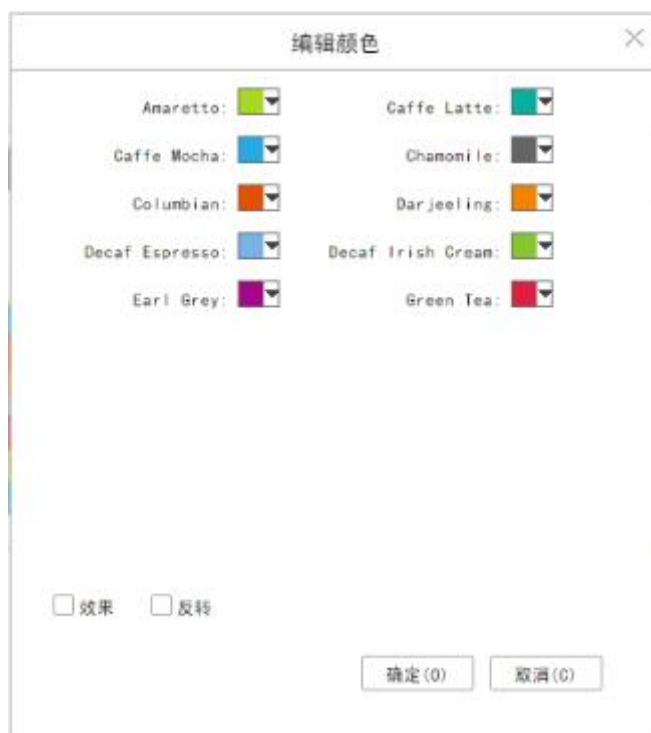 编辑颜色
Amaretto: Caffe Latte:
Caffe Mocha: Chamomile:
Columbian: Darjeeling:
Decaf Espresso: Decaf Irish Cream:
Earl Grey: Green Tea:
效果 反转
确定(O) 取消(C)